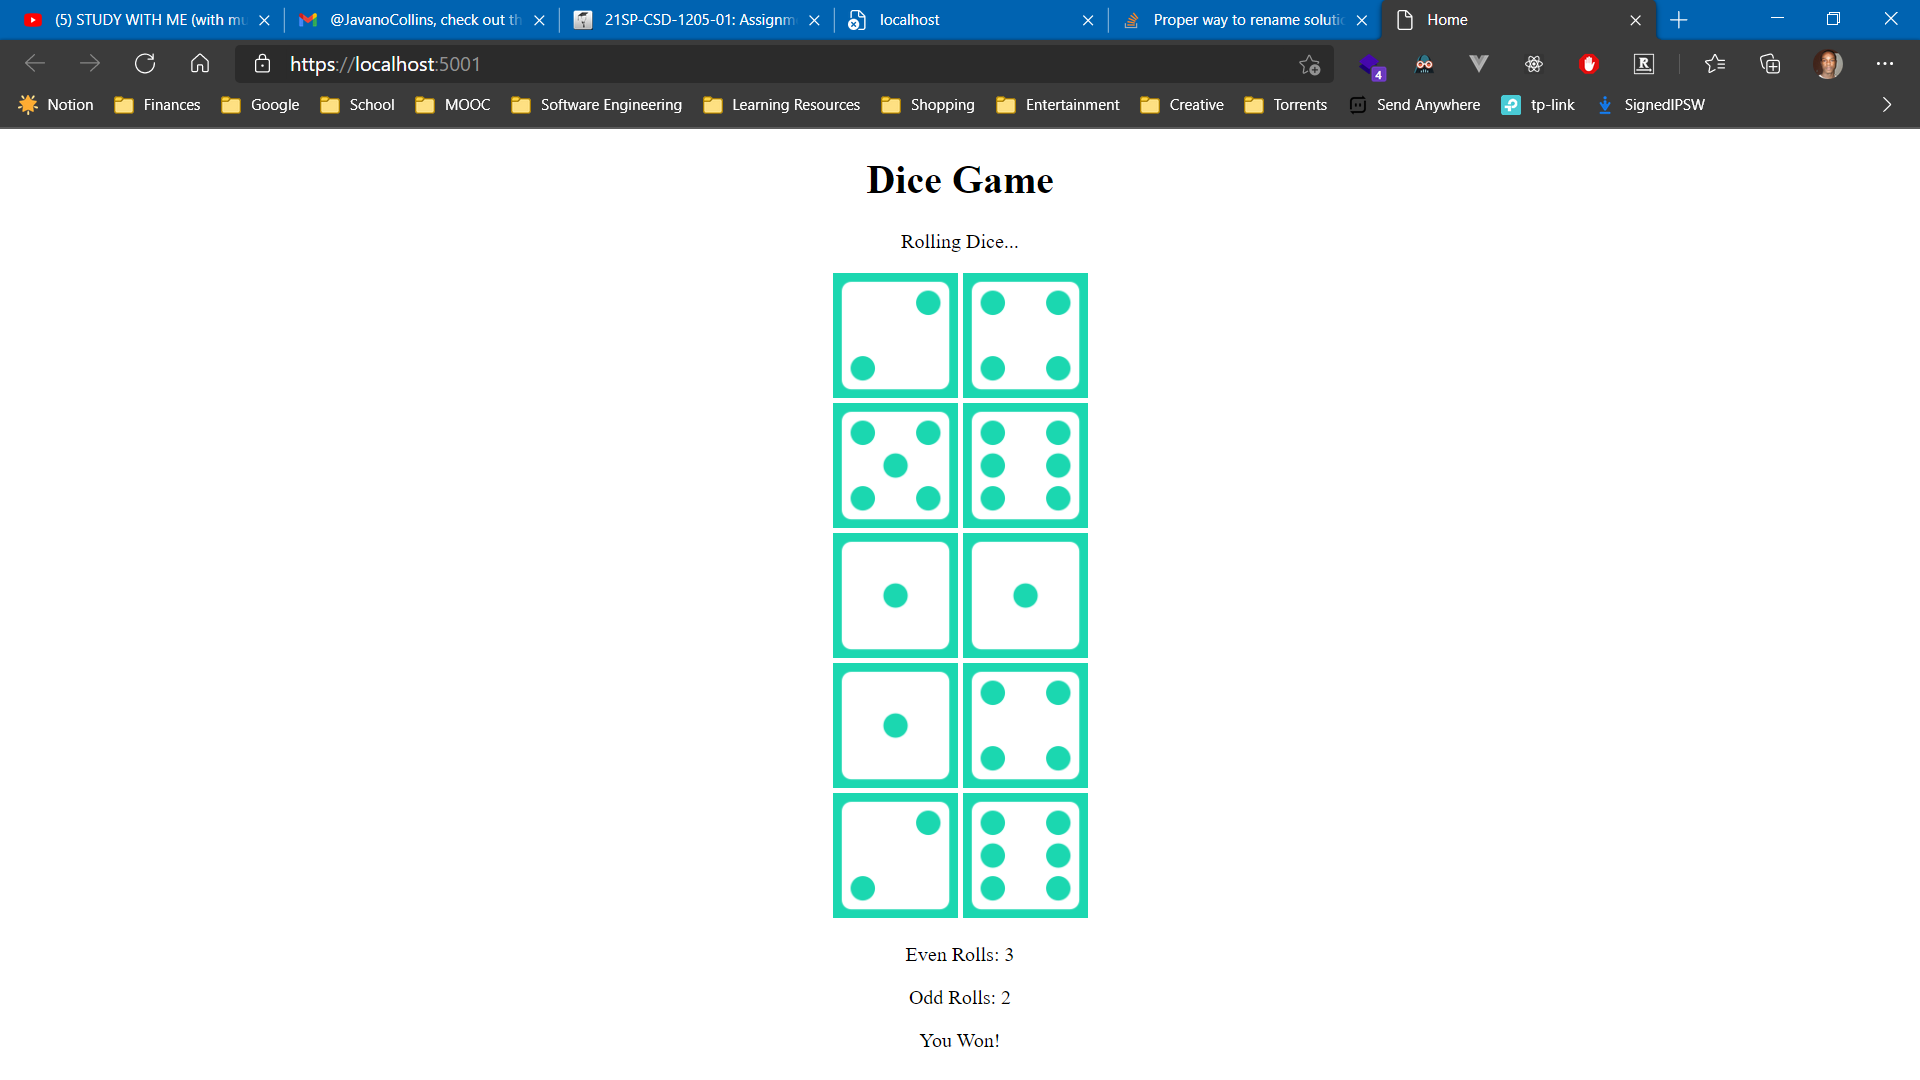 (5) STUDY WITH ME (with mu
@JavanoCollins, check out th
21SP-CSD-1205-01: Assignm
localhost
Proper way to rename solutio
Home
https://localhost:5001
4
Notion
Finances
Google
School
MOOC
Software Engineering
Learning Resources
Shopping
Entertainment
Creative
Torrents
Send Anywhere
tp-link
SignedIPSW
Dice Game
Rolling Dice...
Even Rolls: 3
Odd Rolls: 2
You Won!